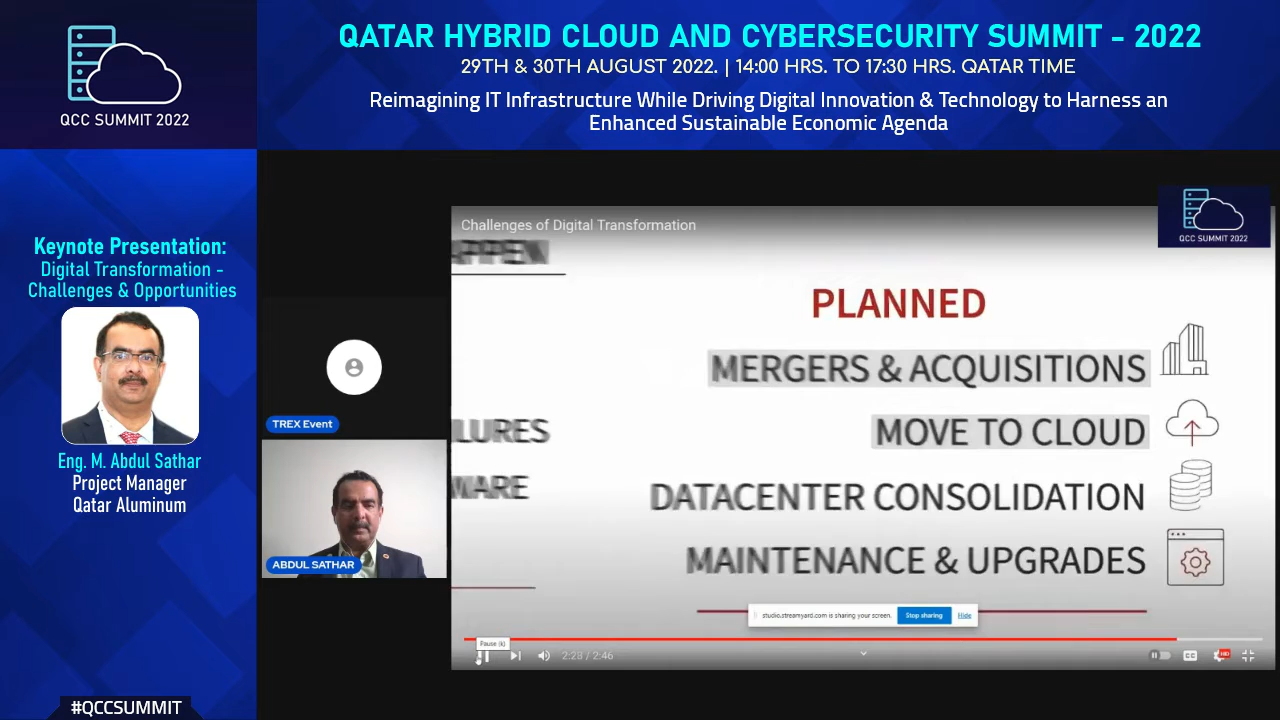 QCC SUMMIT 2022
QATAR HYBRID CLOUD AND CYBERSECURITY SUMMIT - 2022
29TH & 30TH AUGUST 2022. | 14:00 HRS. TO 17:30 HRS. QATAR TIME
Reimagining IT Infrastructure While Driving Digital Innovation & Technology to Harness an
Enhanced Sustainable Economic Agenda
Keynote Presentation:
Digital Transformation -
Challenges & Opportunities
Eng. M. Abdul Sathar
Project Manager
Qatar Aluminum
#QCCSUMMIT
TREX Event
ABDUL SATHAR
Challenges of Digital Transformation
QCC SUMMIT 2022
PLANNED
MERGERS & ACQUISITIONS
MOVE TO CLOUD
LURES
DATACENTER CONSOLIDATION
WARE
MAINTENANCE & UPGRADES
studio.streamyard.com is sharing your screen.
Stop sharing
Hide
Pause (k)
2:23 / 2:46
CC
HD